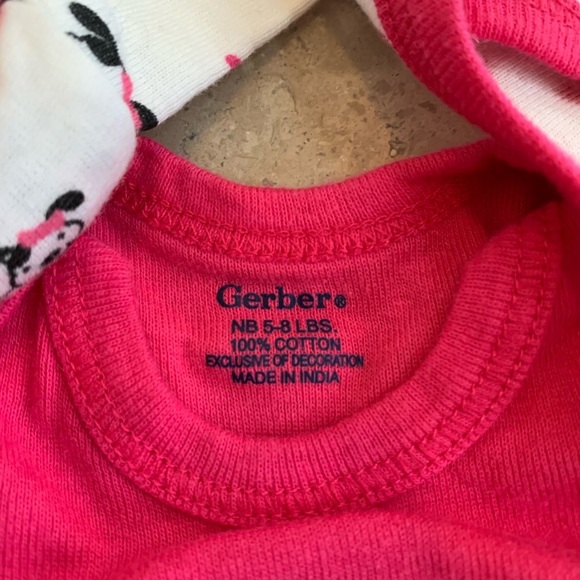 Gerber®
NB 5-8 LBS.
100% COTTON
EXCLUSIVE OF DECORATION
MADE IN INDIA